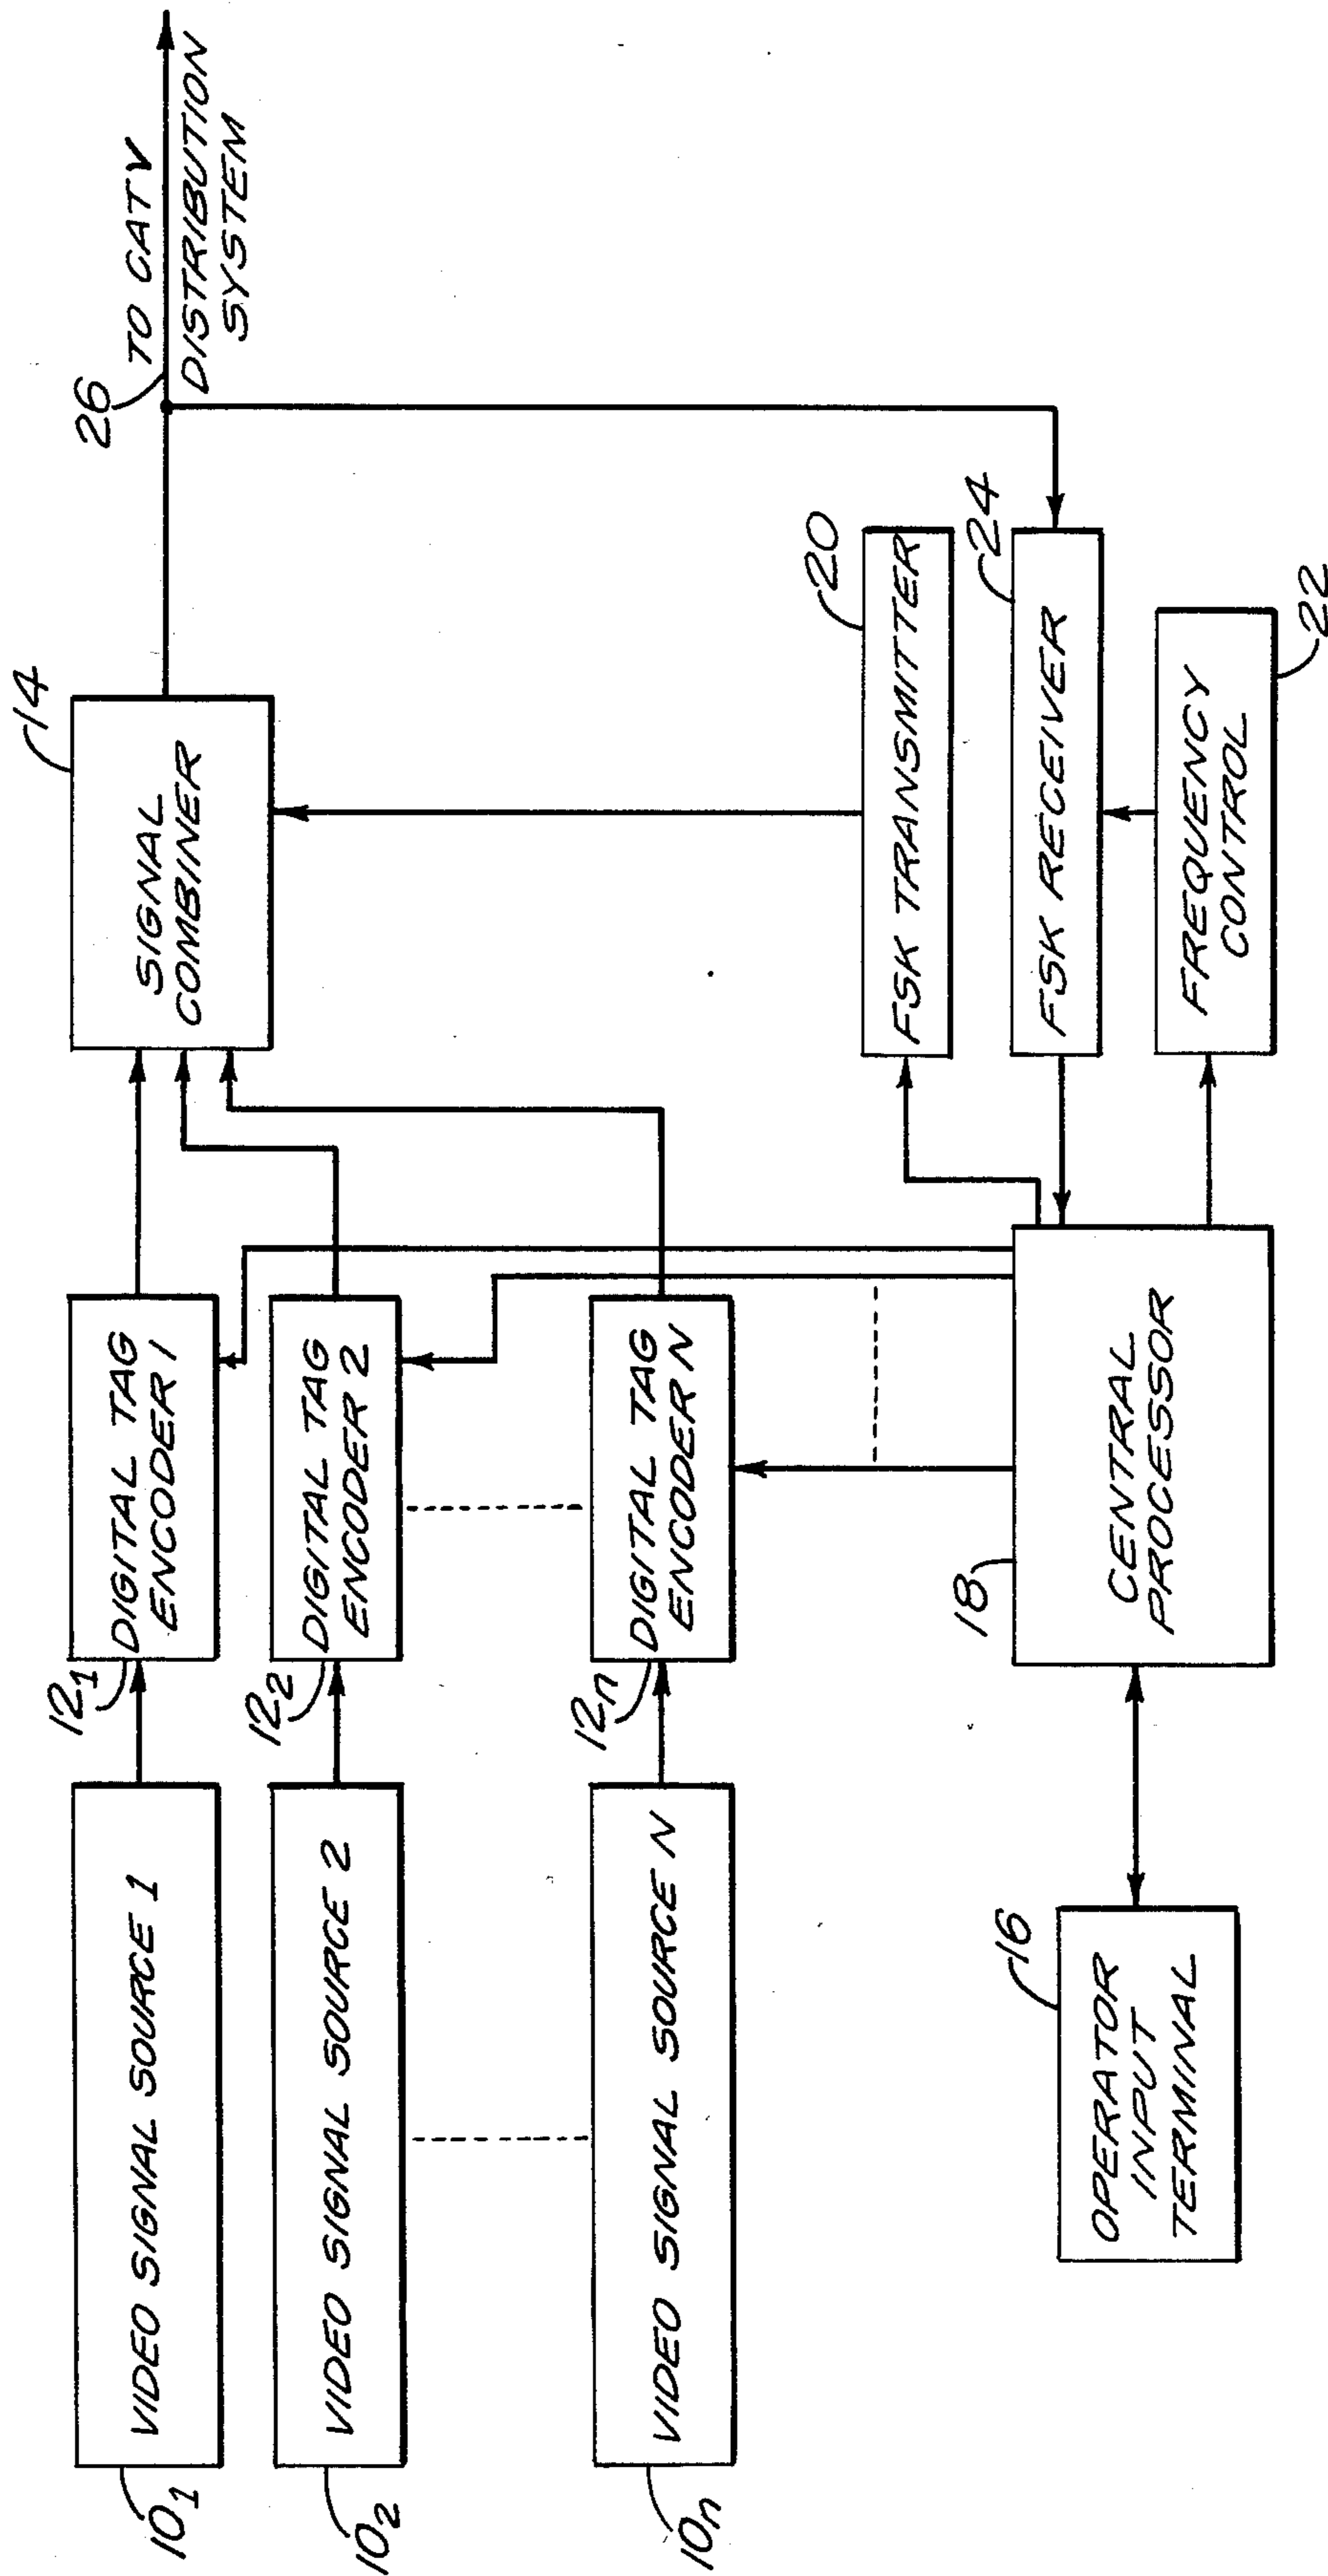 10₁
VIDEO SIGNAL SOURCE 1
12₁
DIGITAL TAG
ENCODER 1
14
SIGNAL
COMBINER
26
TO CATV
DISTRIBUTION
SYSTEM
10₂
VIDEO SIGNAL SOURCE 2
12₂
DIGITAL TAG
ENCODER 2
10n
VIDEO SIGNAL SOURCE N
12n
DIGITAL TAG
ENCODER N
20
FSK TRANSMITTER
16
OPERATOR
INPUT
TERMINAL
18
CENTRAL
PROCESSOR
24
FSK RECEIVER
FREQUENCY
CONTROL
22